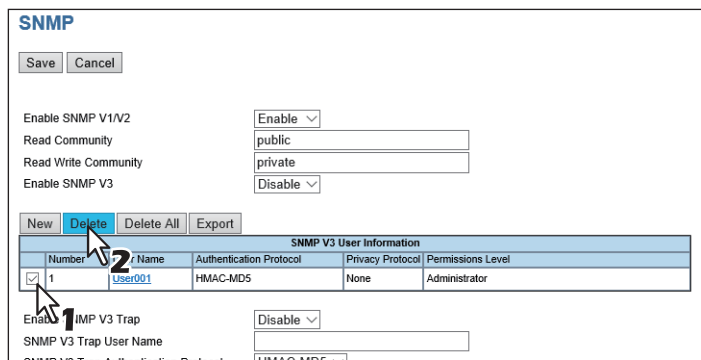 SNMP
Save Cancel
Enable SNMP V1/V2 Enable
Read Community public
Read Write Community private
Enable SNMP V3 Disable
New Delete Delete All Export
SNMP V3 User Information
Number Name Authentication Protocol Privacy Protocol Permissions Level
1 User001 HMAC-MD5 None Administrator
2
1
SNMP V3 Trap Disable
SNMP V3 Trap User Name